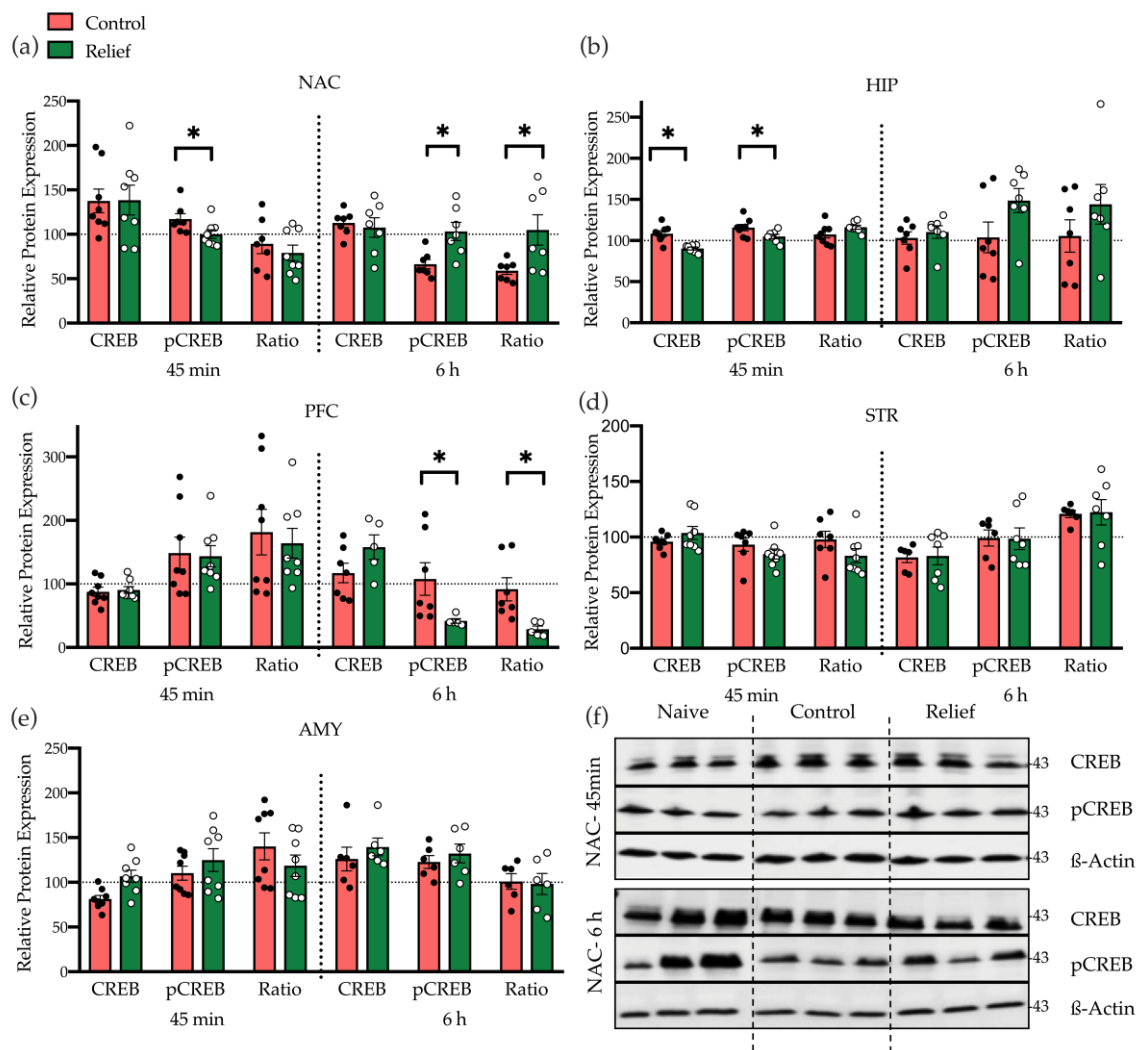 Control
Relief
(a)
NAC
Relative Protein Expression
250
200
150
100
50
0
*
*
*
CREB pCREB Ratio CREB pCREB Ratio
45 min 6 h
(b)
HIP
Relative Protein Expression
250
200
150
100
50
0
*
*
CREB pCREB Ratio CREB pCREB Ratio
45 min 6 h
(c)
PFC
Relative Protein Expression
300
200
100
0
*
*
CREB pCREB Ratio CREB pCREB Ratio
45 min 6 h
(d)
STR
Relative Protein Expression
200
150
100
50
0
CREB pCREB Ratio CREB pCREB Ratio
45 min 6 h
(e)
AMY
Relative Protein Expression
250
200
150
100
50
0
CREB pCREB Ratio CREB pCREB Ratio
45 min 6 h
(f)
Naive Control Relief
NAC- 45min
-43 CREB
-43 pCREB
-43 ß-Actin
NAC- 6 h
-43 CREB
-43 pCREB
-43 ß-Actin